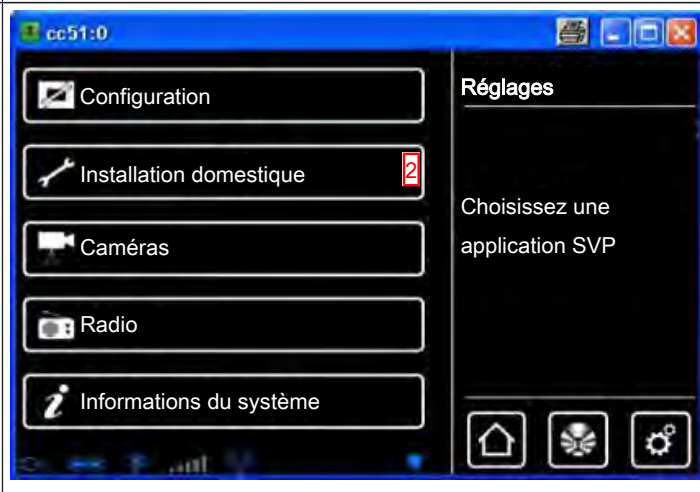 cc51:0
Configuration
Installation domestique 2
Caméras
Radio
Informations du système
Réglages
Choisissez une
application SVP